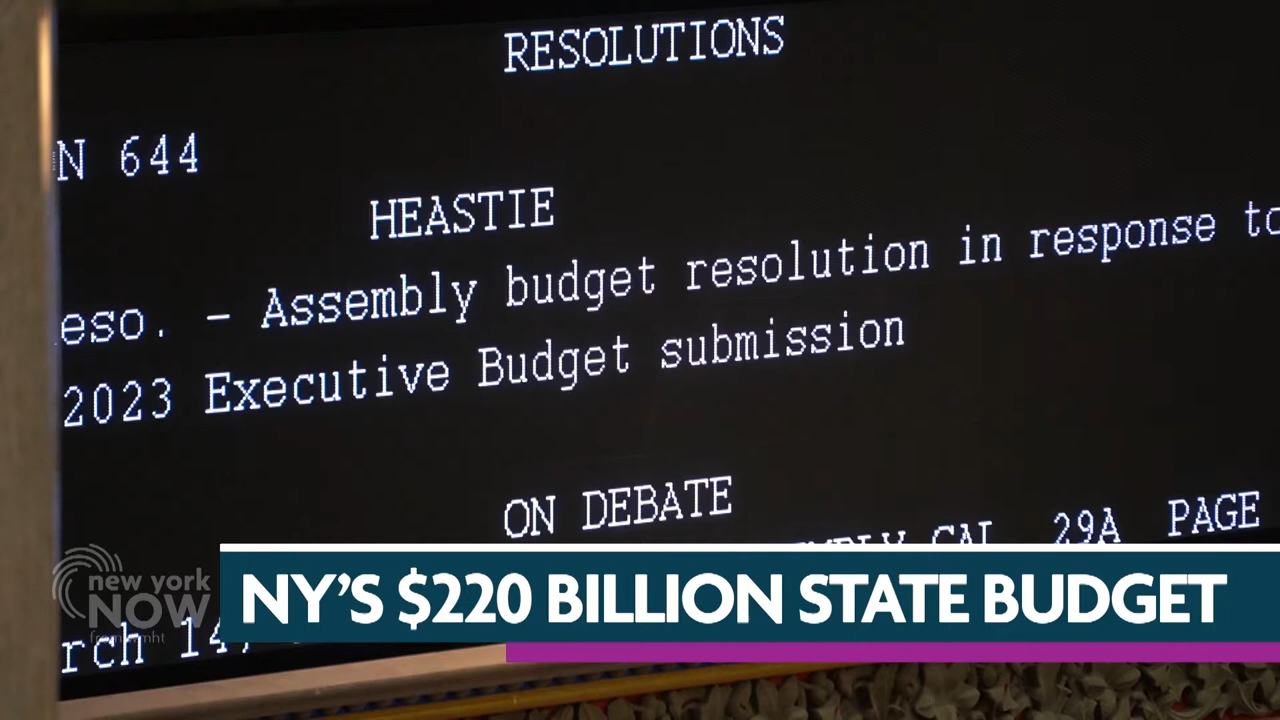 RESOLUTIONS
N 644
HEASTIE
eso. – Assembly budget resolution in response to
2023 Executive Budget submission
ON DEBATE
CAL 29A PAGE
rch 14,
new york
NOW
NY'S $220 BILLION STATE BUDGET